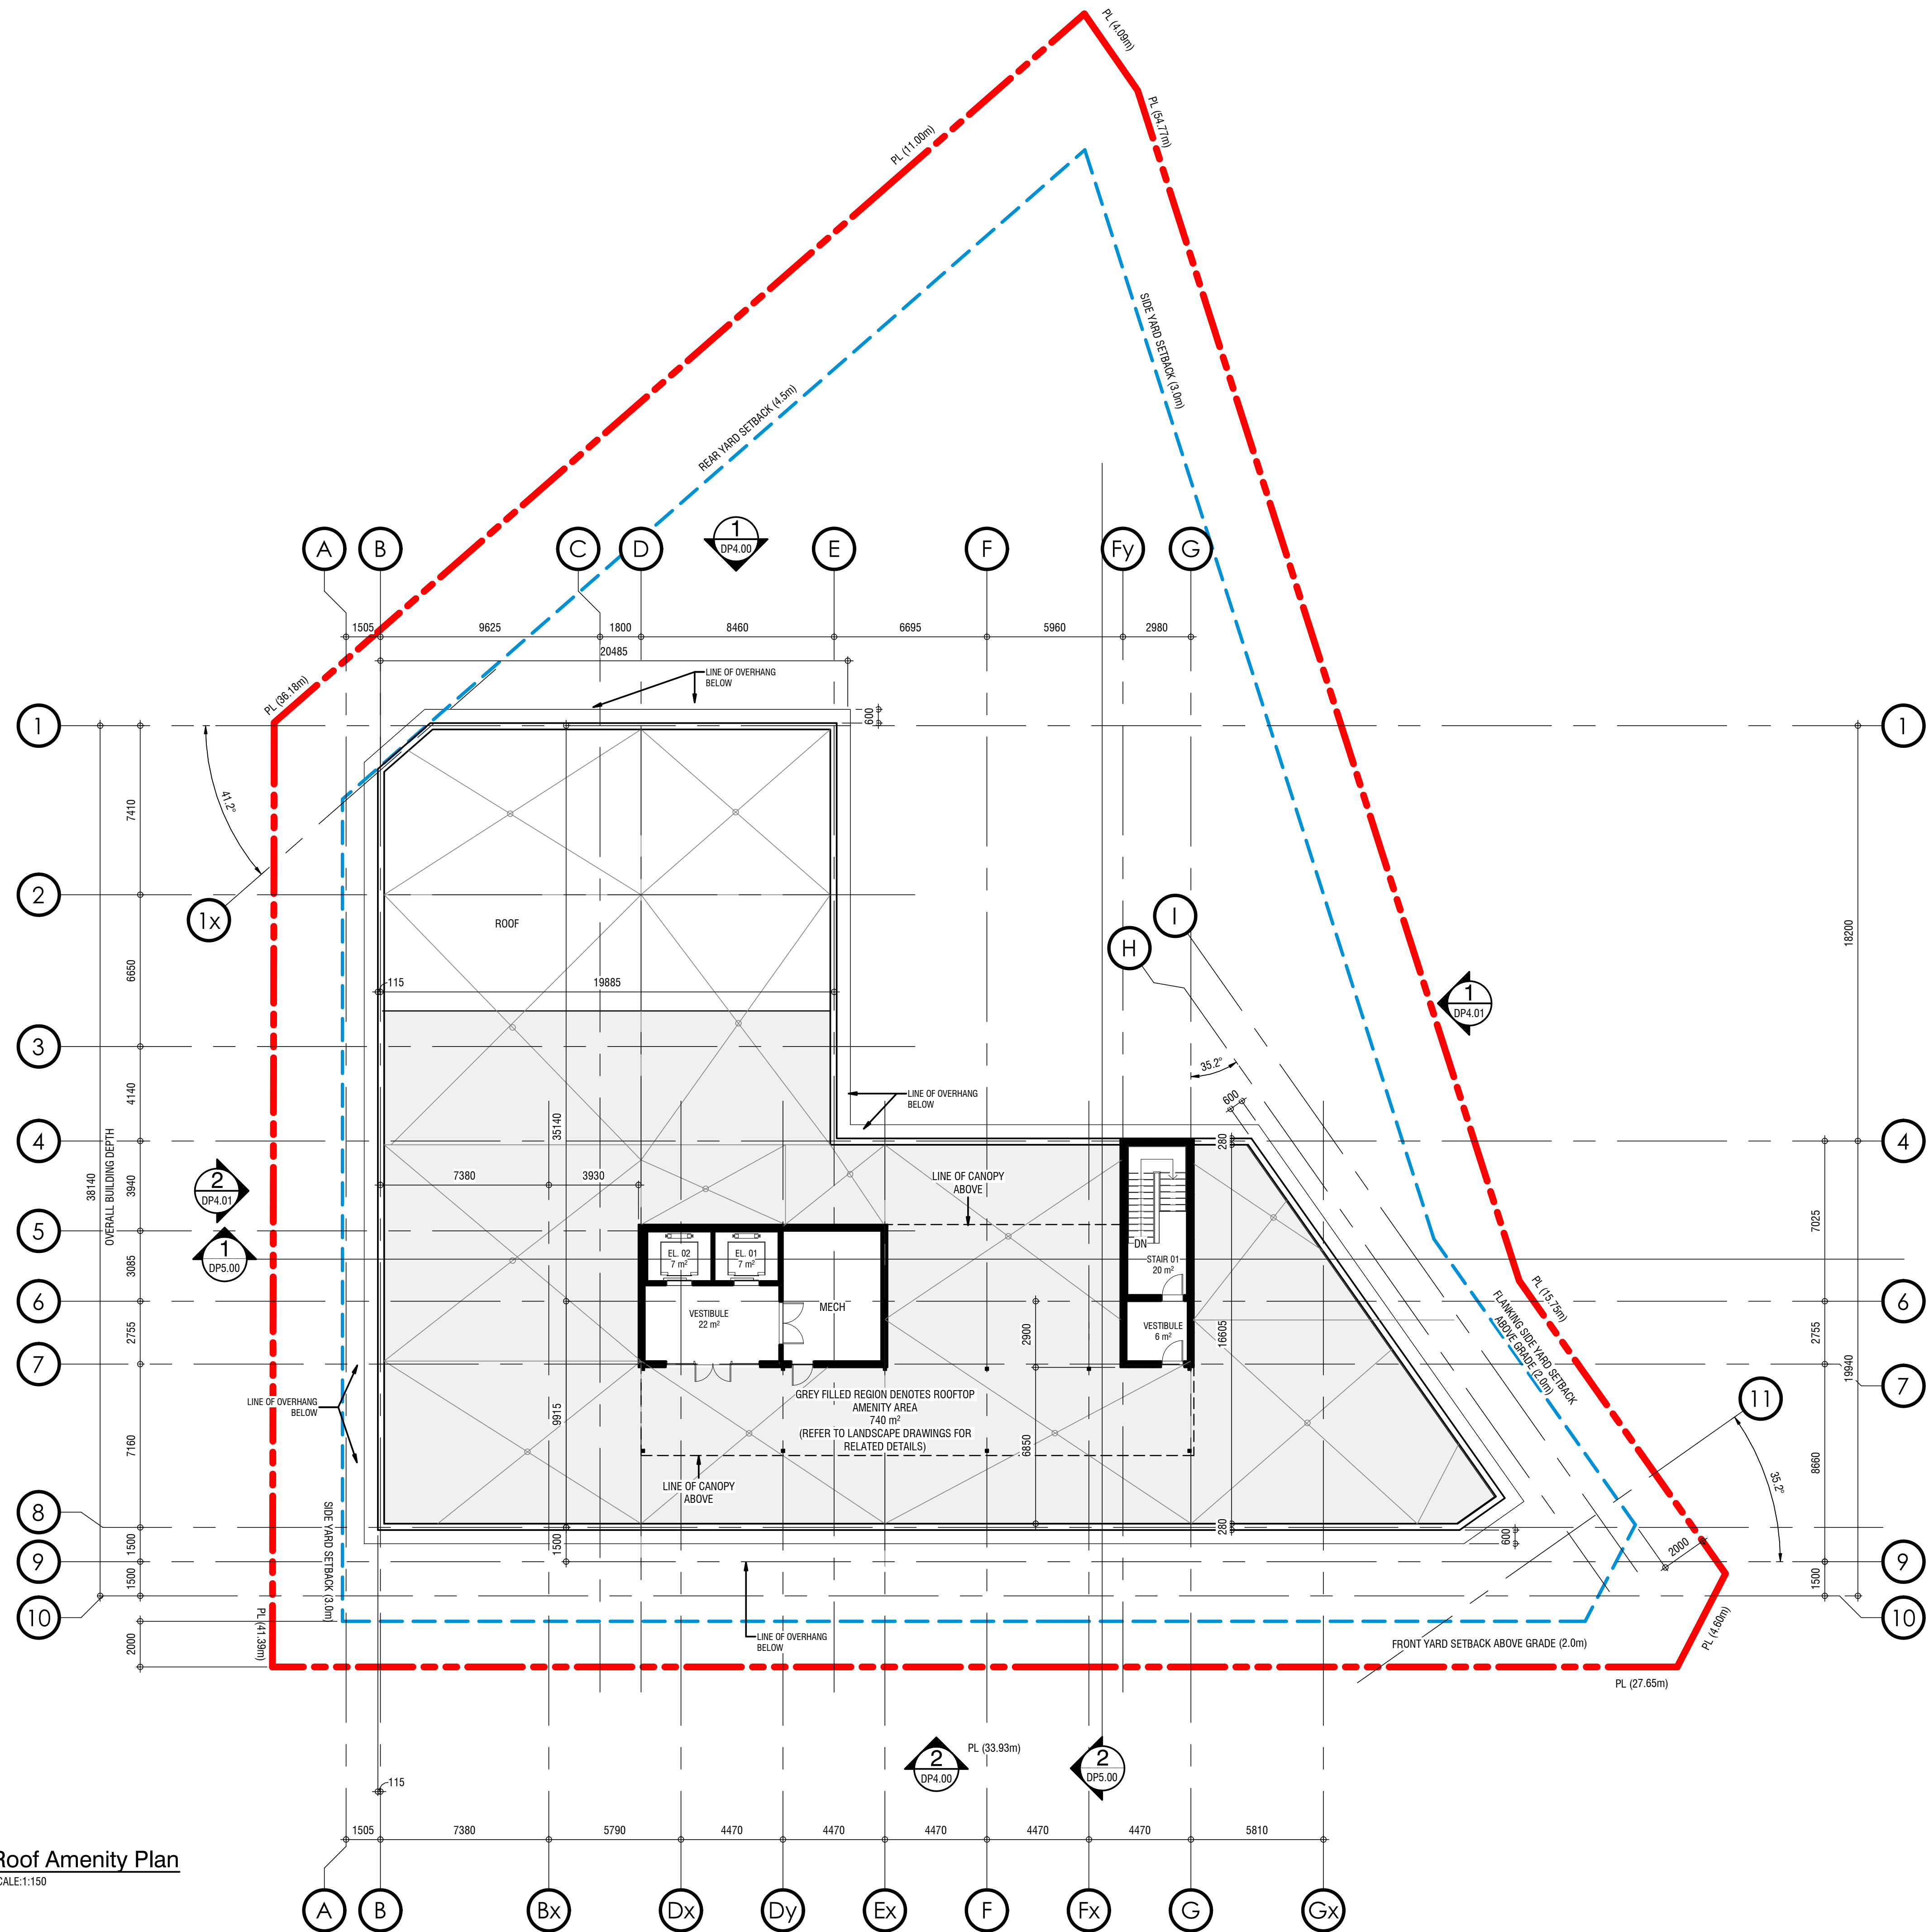 PL (4.09m)
PL (54.77m)
PL (11.00m)
SIDE YARD SETBACK (3.0m)
REAR YARD SETBACK (4.5m)
A
B
C
D
1
DP4.00
E
F
Fy
G
1505
9625
1800
8460
6695
5960
2980
20485
LINE OF OVERHANG
BELOW
PL (36.18m)
600
1
1
41.2°
7410
2
1x
ROOF
I
H
18200
6650
115
19885
1
DP4.01
3
35.2°
4140
35140
LINE OF OVERHANG
BELOW
600
4
4
280
38140
OVERALL BUILDING DEPTH
2
DP4.01
3940
7380
3930
LINE OF CANOPY
ABOVE
7025
5
1
DP5.00
3085
EL. 02
7 m²
EL. 01
7 m²
DN
STAIR 01
20 m²
6
6
PL (15.75m)
FLANKING SIDE YARD SETBACK
ABOVE GRADE (2.0m)
VESTIBULE
22 m²
MECH
2900
VESTIBULE
6 m²
16605
2755
2755
19940
7
7
LINE OF OVERHANG
BELOW
9915
GREY FILLED REGION DENOTES ROOFTOP
AMENITY AREA
740 m²
(REFER TO LANDSCAPE DRAWINGS FOR
RELATED DETAILS)
6850
11
7160
8660
35.2°
LINE OF CANOPY
ABOVE
8
SIDE YARD SETBACK (3.0m)
280
600
2000
1500
1500
9
9
1500
1500
10
10
PL (41.39m)
2000
LINE OF OVERHANG
BELOW
FRONT YARD SETBACK ABOVE GRADE (2.0m)
PL (4.60m)
PL (27.65m)
2
DP4.00
PL (33.93m)
2
DP5.00
115
1505
7380
5790
4470
4470
4470
4470
4470
5810
Roof Amenity Plan
CALE:1:150
A
B
Bx
Dx
Dy
Ex
F
Fx
G
Gx